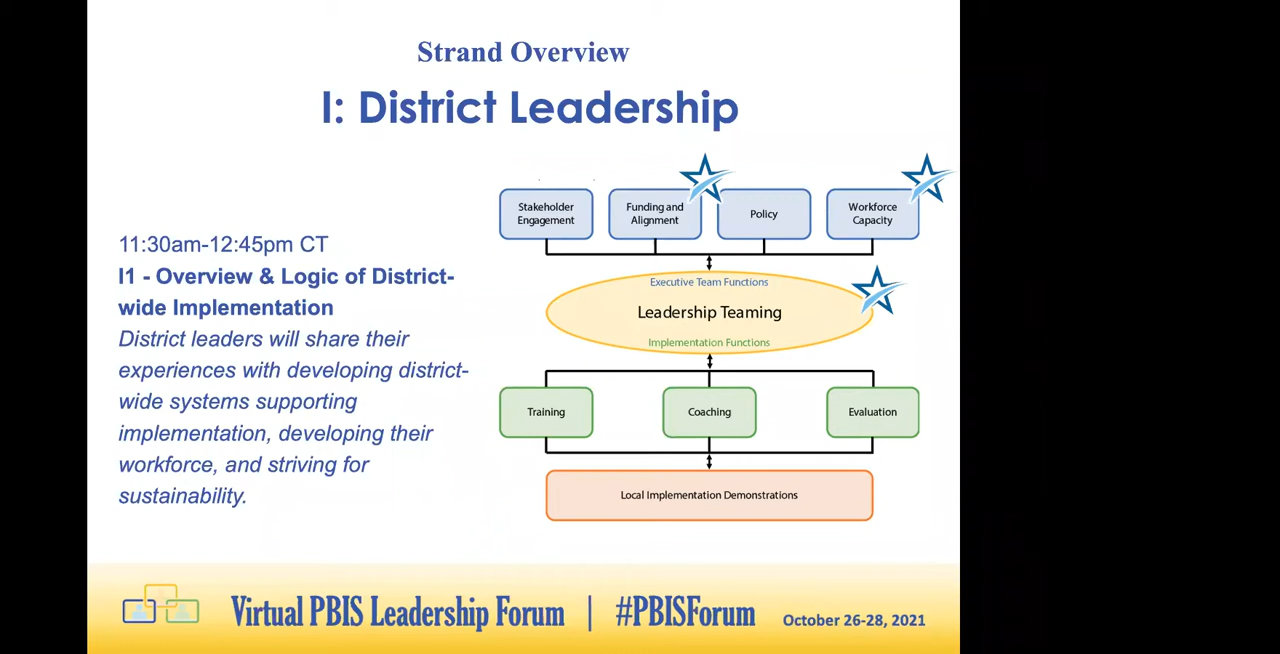 Strand Overview
I: District Leadership
11:30am-12:45pm CT
I1 - Overview & Logic of District-
wide Implementation
District leaders will share their
experiences with developing district-
wide systems supporting
implementation, developing their
workforce, and striving for
sustainability.
Stakeholder
Engagement
Funding and
Alignment
Policy
Workforce
Capacity
Executive Team Functions
Leadership Teaming
Implementation Functions
Training
Coaching
Evaluation
Local Implementation Demonstrations
Virtual PBIS Leadership Forum | #PBISForum October 26-28, 2021